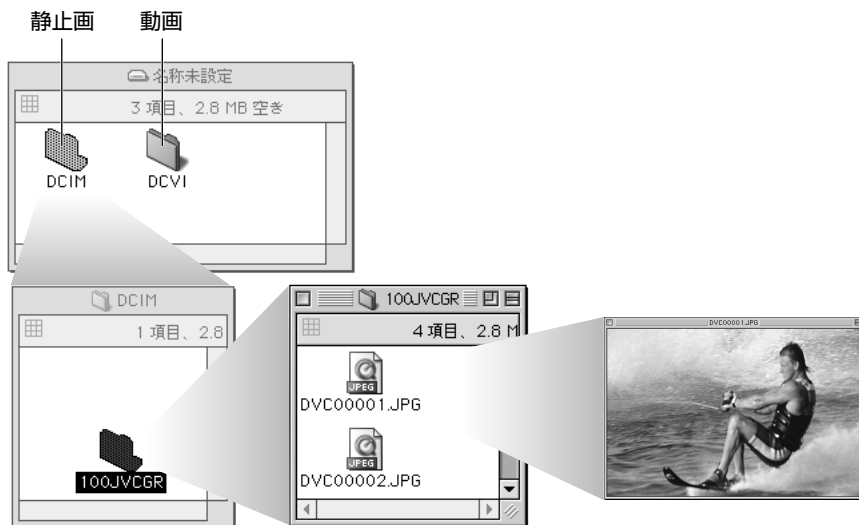 静止画
動画
名称未設定
3 項目、2.8 MB 空き
DCIM
DCVI
DCIM
1 項目、2.8
100JVCGR
100JVCGR
4 項目、2.8 M
JPEG
DVC00001.JPG
JPEG
DVC00002.JPG
DVC00001.JPG